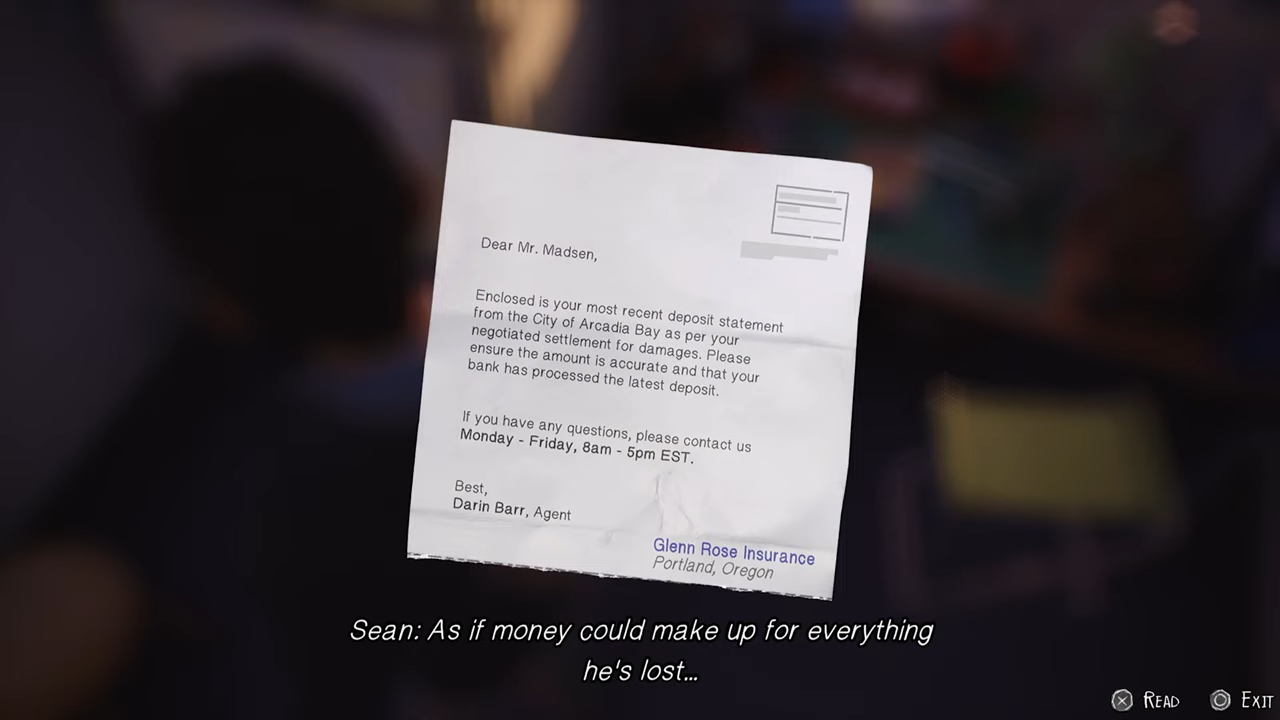 Dear Mr. Madsen,
Enclosed is your most recent deposit statement
from the City of Arcadia Bay as per your
negotiated settlement for damages. Please
ensure the amount is accurate and that your
bank has processed the latest deposit.
If you have any questions, please contact us
Monday - Friday, 8am - 5pm EST.
Best,
Darin Barr, Agent
Glenn Rose Insurance
Portland, Oregon
Sean: As if money could make up for everything
he's lost...
READ
EXIT